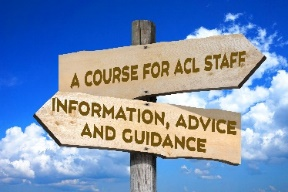 A COURSE FOR ACL STAFF
INFORMATION, ADVICE
AND GUIDANCE